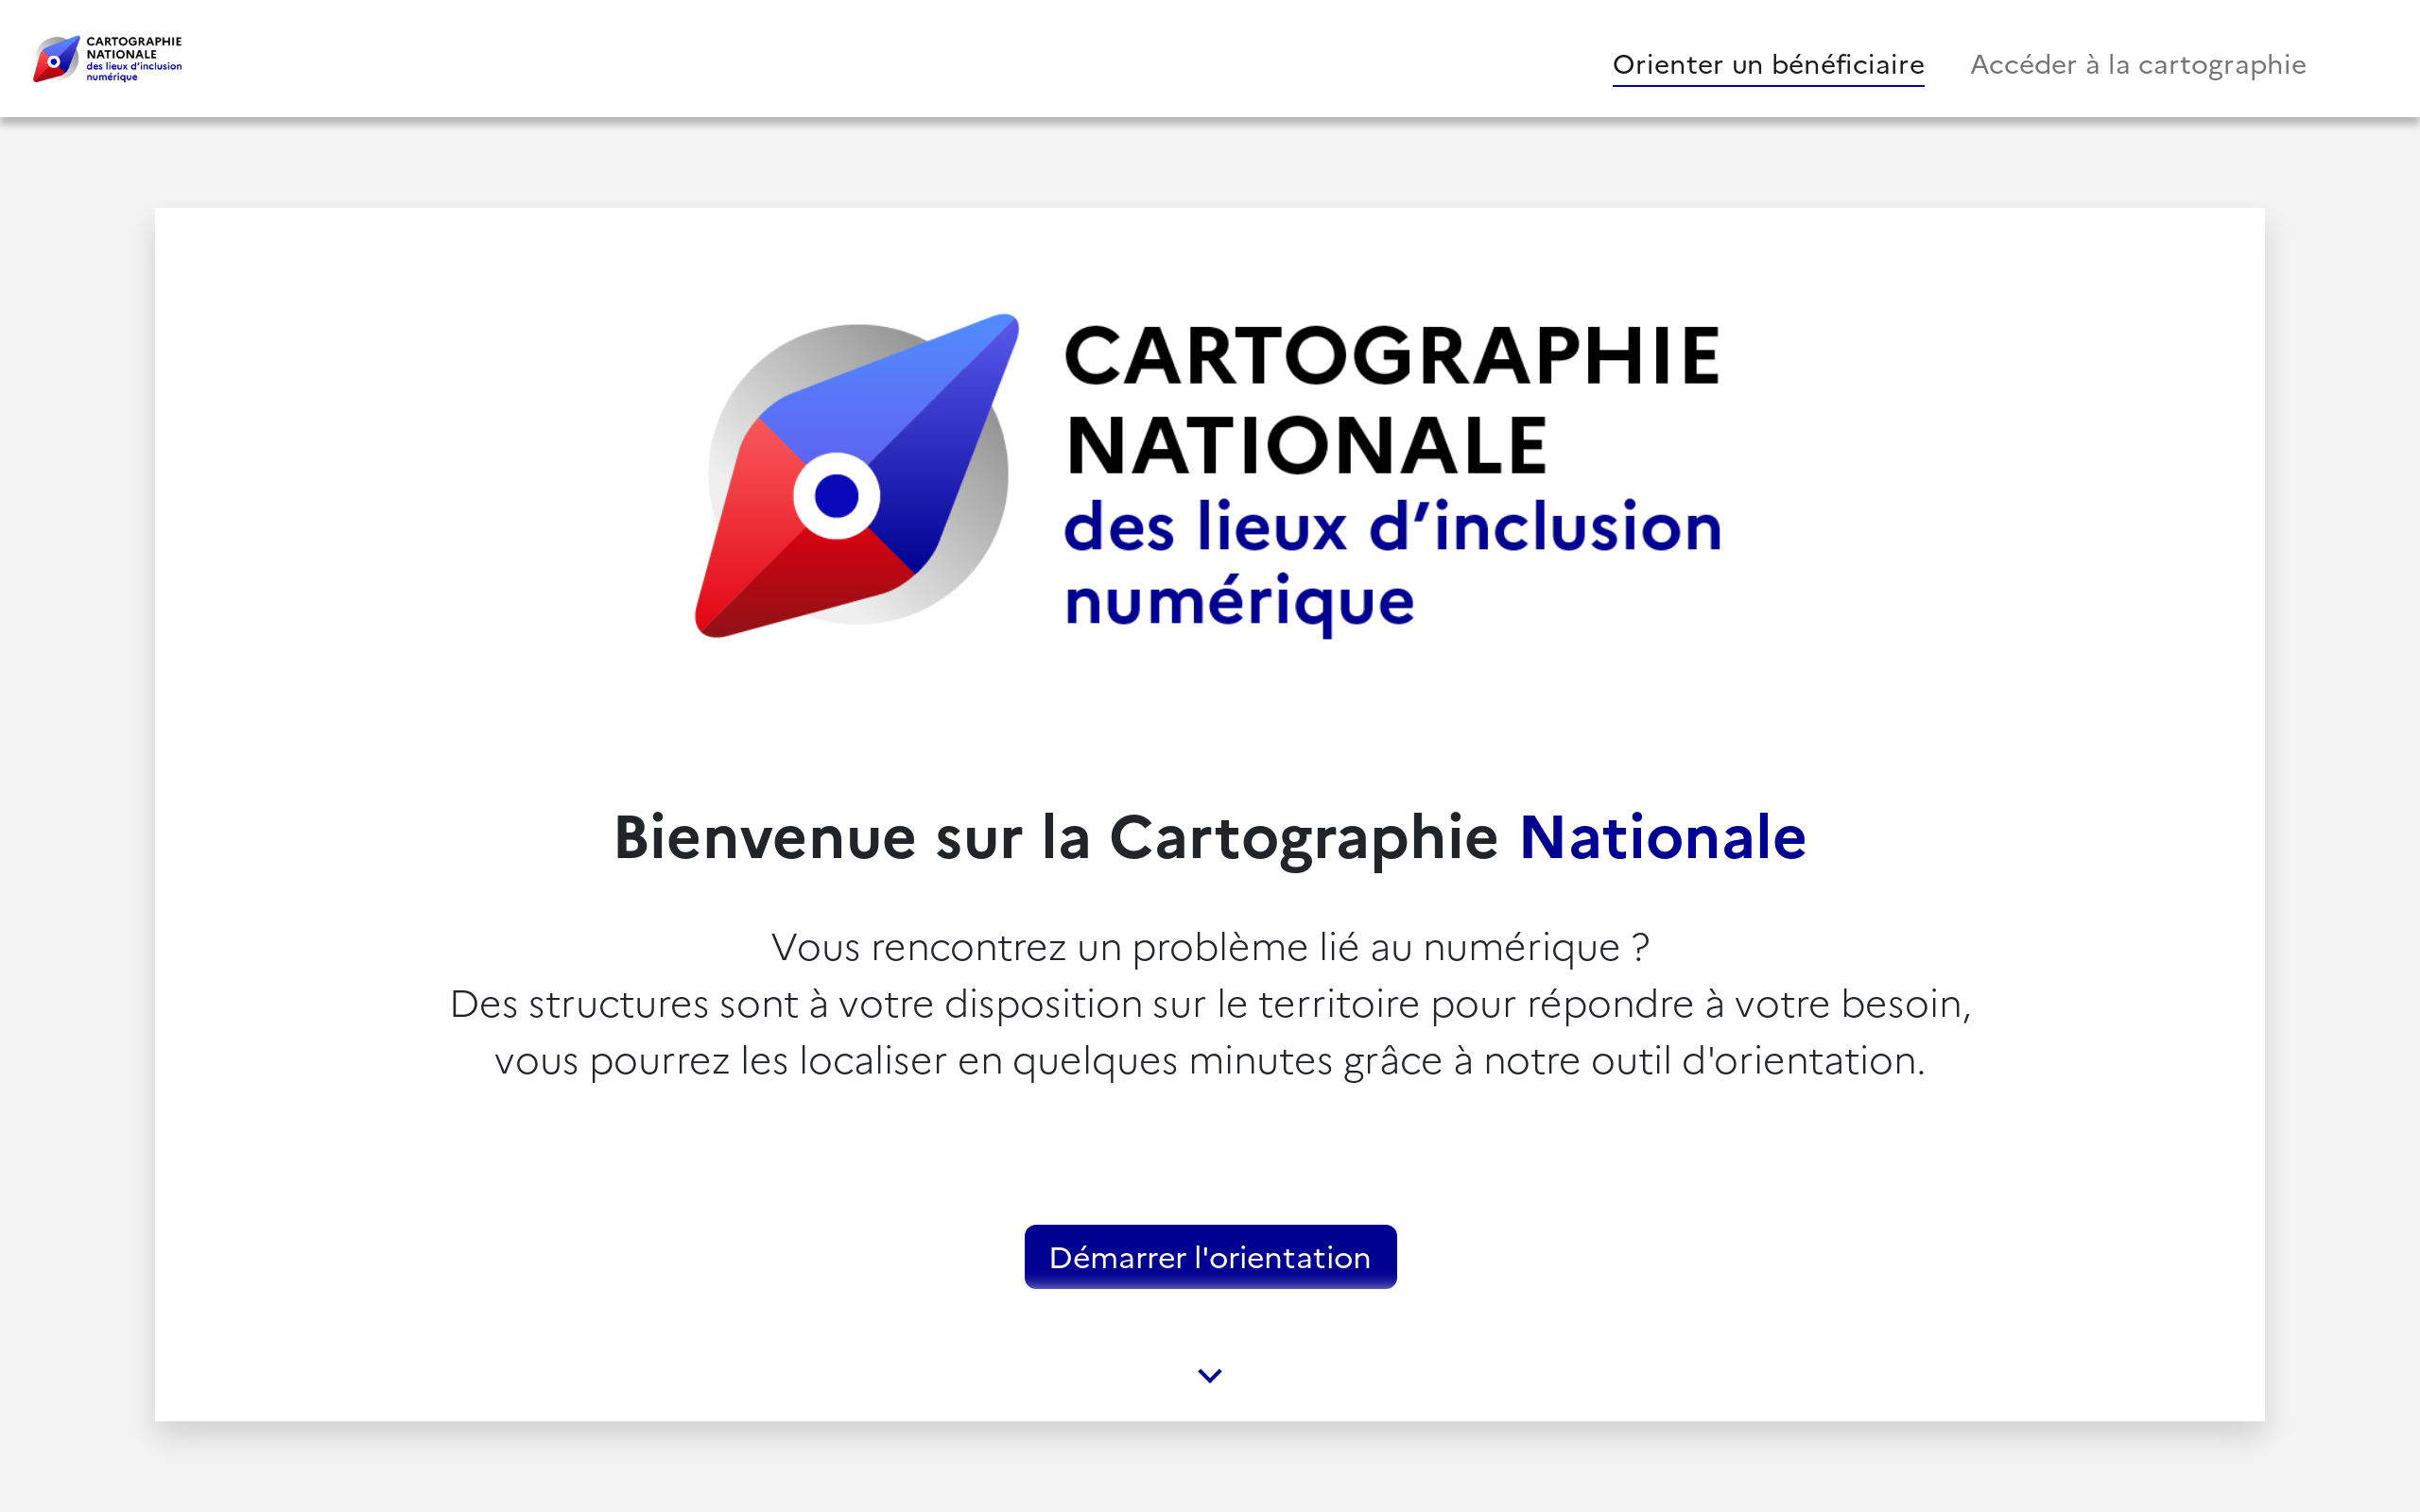 CARTOGRAPHIE
NATIONALE
des lieux d'inclusion
numérique
Orienter un bénéficiaire
Accéder à la cartographie
CARTOGRAPHIE
NATIONALE
des lieux d’inclusion
numérique
Bienvenue sur la Cartographie Nationale
Vous rencontrez un problème lié au numérique ?
Des structures sont à votre disposition sur le territoire pour répondre à votre besoin,
vous pourrez les localiser en quelques minutes grâce à notre outil d'orientation.
Démarrer l'orientation